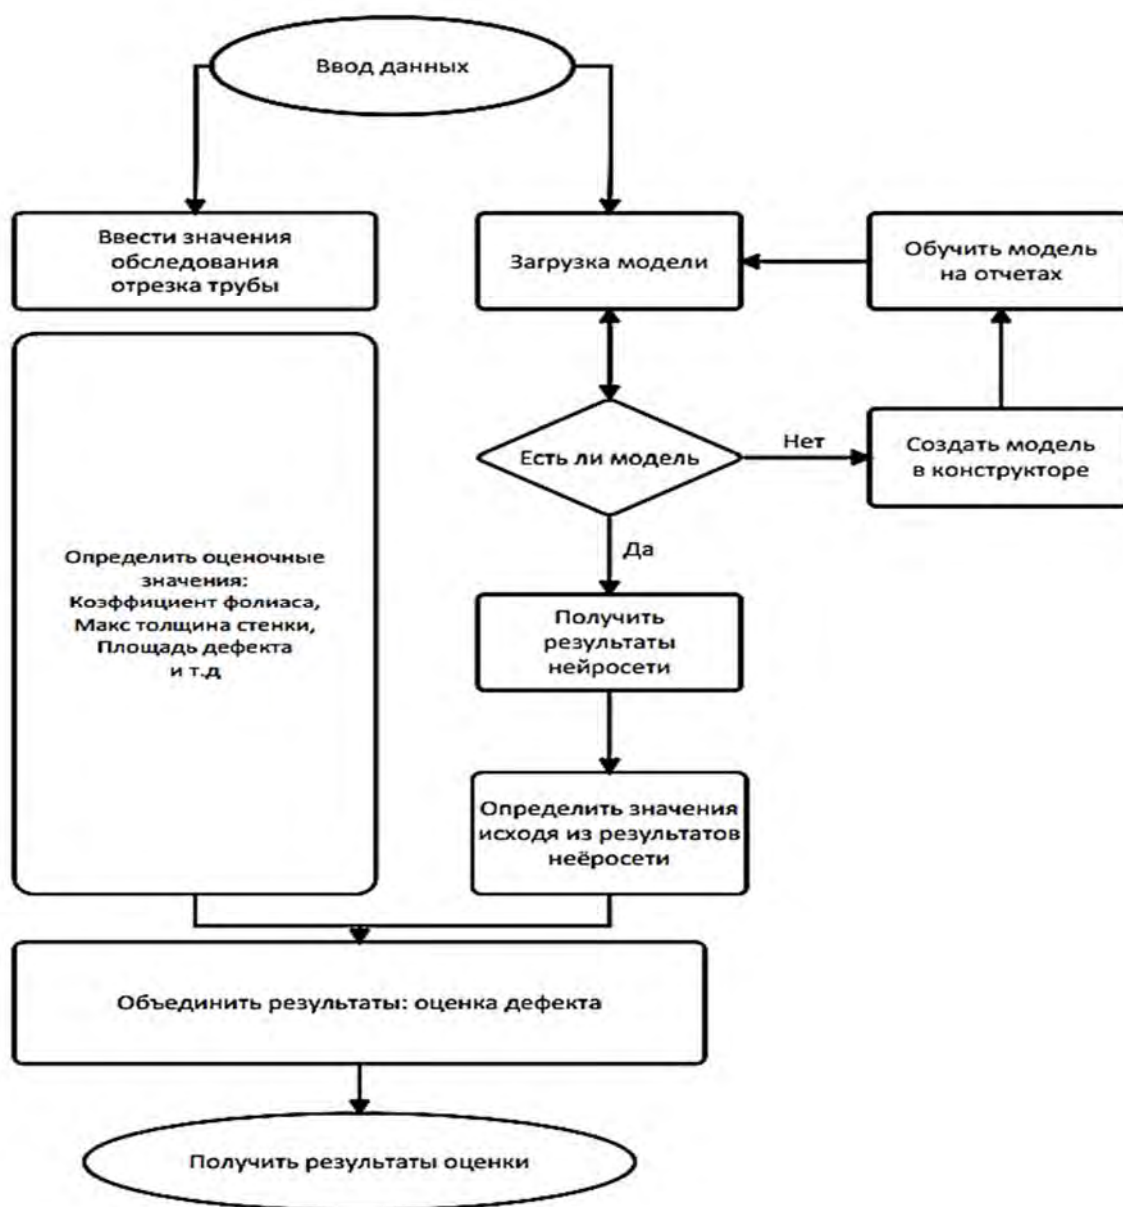 Ввод данных
Ввести значения
обследования
отрезка трубы
Загрузка модели
Обучить модель
на отчетах
Есть ли модель
Нет
Создать модель
в конструкторе
Да
Определить оценочные
значения:
Коэффициент фолиаса,
Макс толщина стенки,
Площадь дефекта
и т.д
Получить
результаты
нейросети
Определить значения
исходя из результатов
неёросети
Объединить результаты: оценка дефекта
Получить результаты оценки